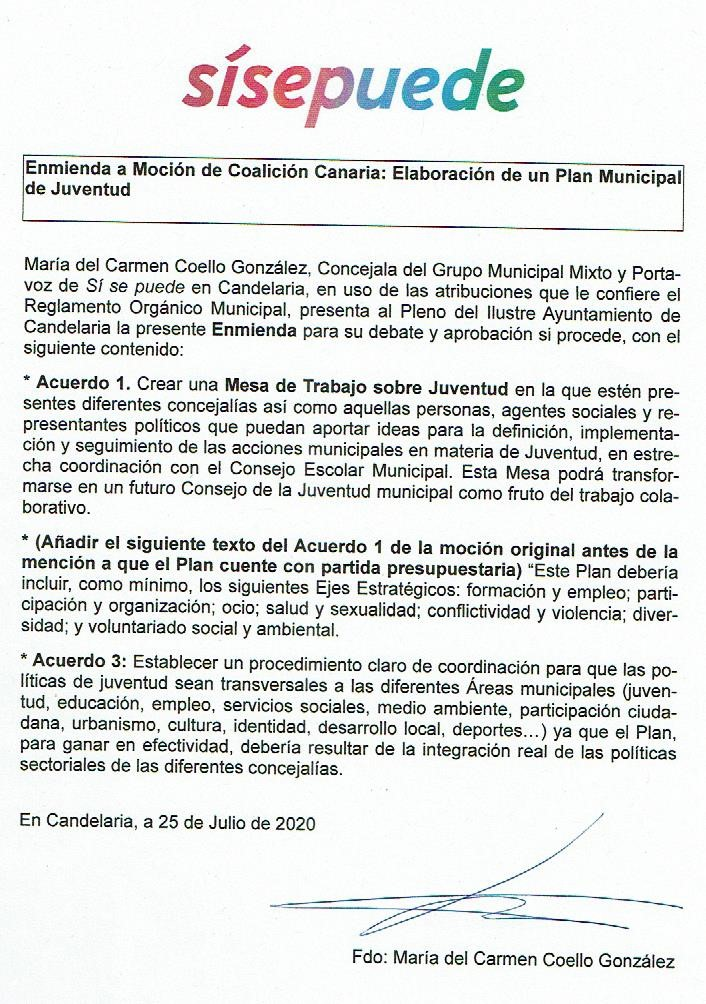 sísepuede
Enmienda a Moción de Coalición Canaria: Elaboración de un Plan Municipal
de Juventud
María del Carmen Coello González, Concejala del Grupo Municipal Mixto y Porta-
voz de Sí se puede en Candelaria, en uso de las atribuciones que le confiere el
Reglamento Orgánico Municipal, presenta al Pleno del Ilustre Ayuntamiento de
Candelaria la presente Enmienda para su debate y aprobación si procede, con el
siguiente contenido:
* Acuerdo 1. Crear una Mesa de Trabajo sobre Juventud en la que estén pre-
sentes diferentes concejalías así como aquellas personas, agentes sociales y re-
presentantes políticos que puedan aportar ideas para la definición, implementa-
ción y seguimiento de las acciones municipales en materia de Juventud, en estre-
cha coordinación con el Consejo Escolar Municipal. Esta Mesa podrá transfor-
marse en un futuro Consejo de la Juventud municipal como fruto del trabajo cola-
borativo.
* (Añadir el siguiente texto del Acuerdo 1 de la moción original antes de la
mención a que el Plan cuente con partida presupuestaria) “Este Plan debería
incluir, como mínimo, los siguientes Ejes Estratégicos: formación y empleo; parti-
cipación y organización; ocio; salud y sexualidad; conflictividad y violencia; diver-
sidad; y voluntariado social y ambiental.
* Acuerdo 3: Establecer un procedimiento claro de coordinación para que las po-
líticas de juventud sean transversales a las diferentes Áreas municipales (juven-
tud, educación, empleo, servicios sociales, medio ambiente, participación ciuda-
dana, urbanismo, cultura, identidad, desarrollo local, deportes...) ya que el Plan,
para ganar en efectividad, debería resultar de la integración real de las políticas
sectoriales de las diferentes concejalías.
En Candelaria, a 25 de Julio de 2020
Fdo: María del Carmen Coello González